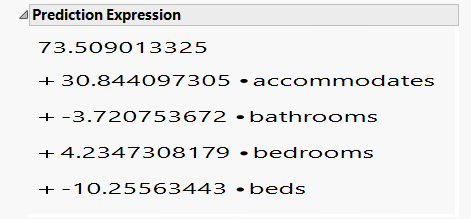 Prediction Expression
73.509013325
+ 30.844097305 • accommodates
+ -3.720753672 • bathrooms
+ 4.2347308179 • bedrooms
+ -10.25563443 • beds